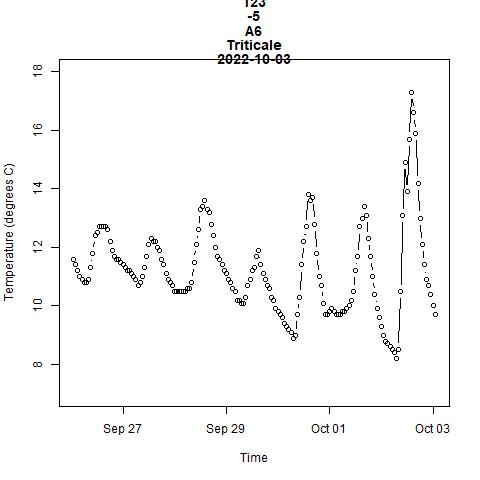 123
-5
A6
Triticale
2022-10-03
Temperature (degrees C)
18
16
14
12
10
8
Sep 27
Sep 29
Oct 01
Oct 03
Time